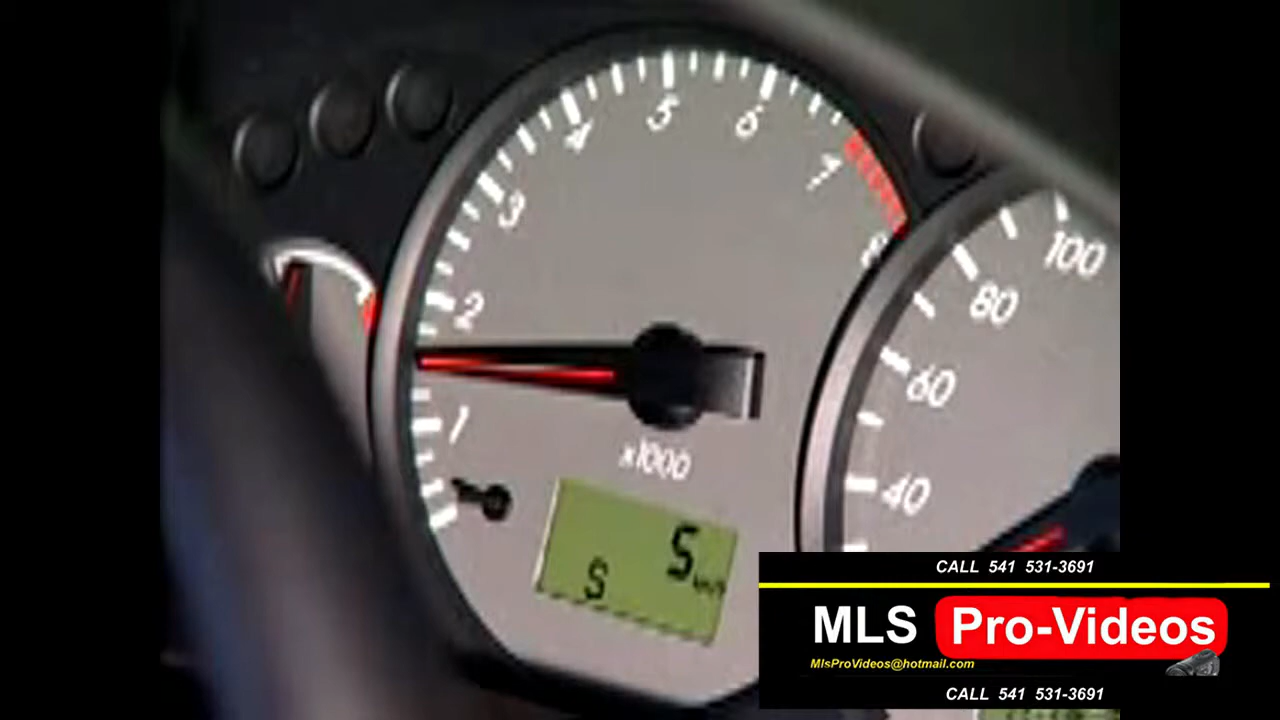 5
6
4
7
3
8
100
2
80
60
1
x1000
40
5 km/h
S
CALL 541 531-3691
MLS Pro-Videos
MlsProVideos@hotmail.com
CALL 541 531-3691